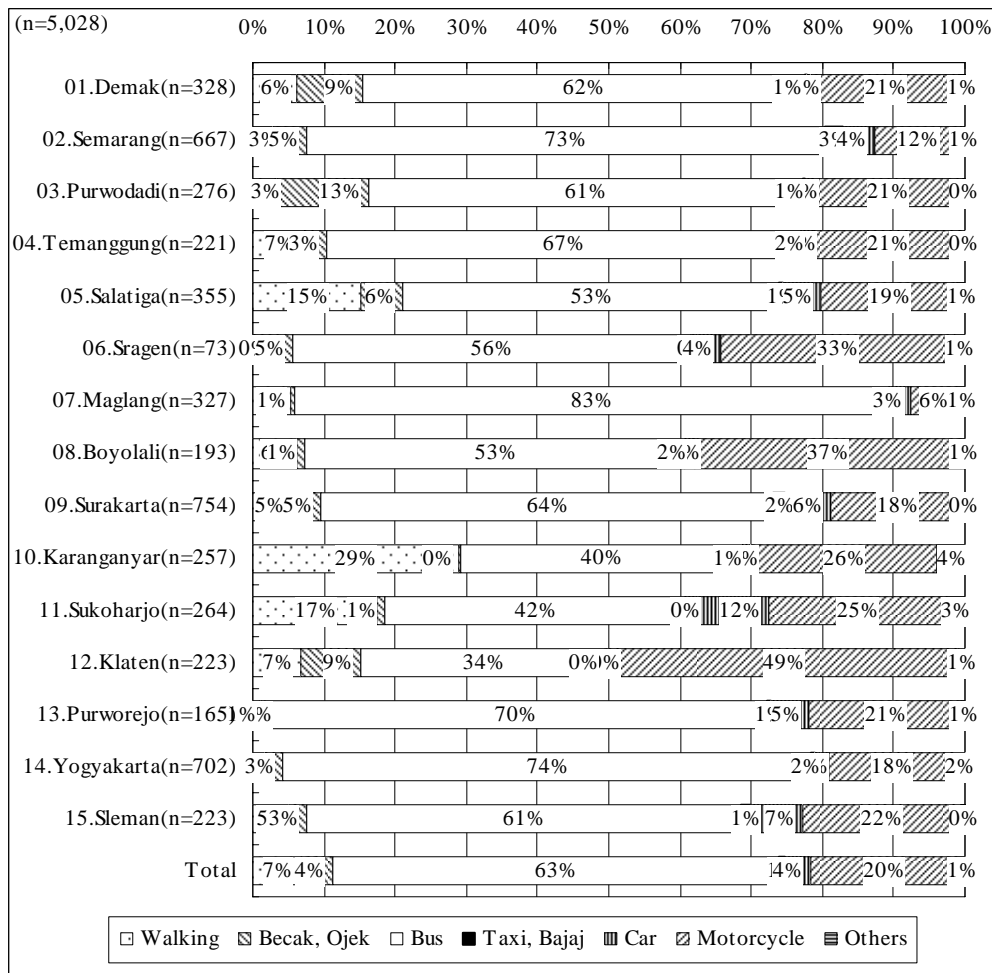 (n=5,028) 0% 10% 20% 30% 40% 50% 60% 70% 80% 90% 100%
01.Demak(n=328) 6% 9% 62% 1% % 21% 1%
02.Semarang(n=667) 3% 5% 73% 3% 4% 12% 1%
03.Purwodadi(n=276) 3% 13% 61% 1% % 21% 0%
04.Temanggung(n=221) 7% 3% 67% 2% % 21% 0%
05.Salatiga(n=355) 15% 6% 53% 1% 5% 19% 1%
06.Sragen(n=73) 0% 5% 56% 4% 33% 1%
07.Maglang(n=327) 1% 83% 3% 6% 1%
08.Boyolali(n=193) 6 1% 53% 2% % 37% 1%
09.Surakarta(n=754) 5% 5% 64% 2% 6% 18% 0%
10.Karanganyar(n=257) 29% 0% 40% 1% 26% 4%
11.Sukoharjo(n=264) 17% 1% 42% 0% 12% 25% 3%
12.Klaten(n=223) 7% 9% 34% 0% % 49% 1%
13.Purworejo(n=165) 1% % 70% 1% 5% 21% 1%
14.Yogyakarta(n=702) 3% 74% 2% 18% 2%
15.Sleman(n=223) 5 3% 61% 1% 7% 22% 0%
Total 7% 4% 63% 4% 20% 1%
Walking Becak, Ojek Bus Taxi, Bajaj Car Motorcycle Others